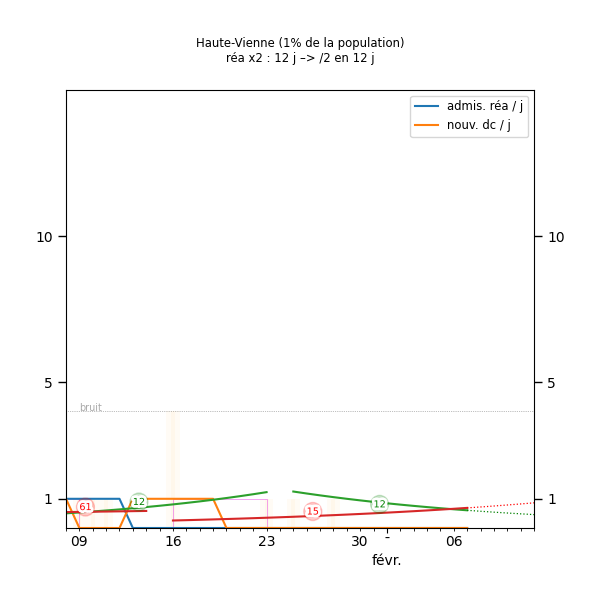 Haute-Vienne (1% de la population)
réa x2 : 12 j –> /2 en 12 j
admis. réa / j
nouv. dc / j
10 10
5 5
bruit
1 1
61 12 15 12
09 16 23 30 - 06
févr.